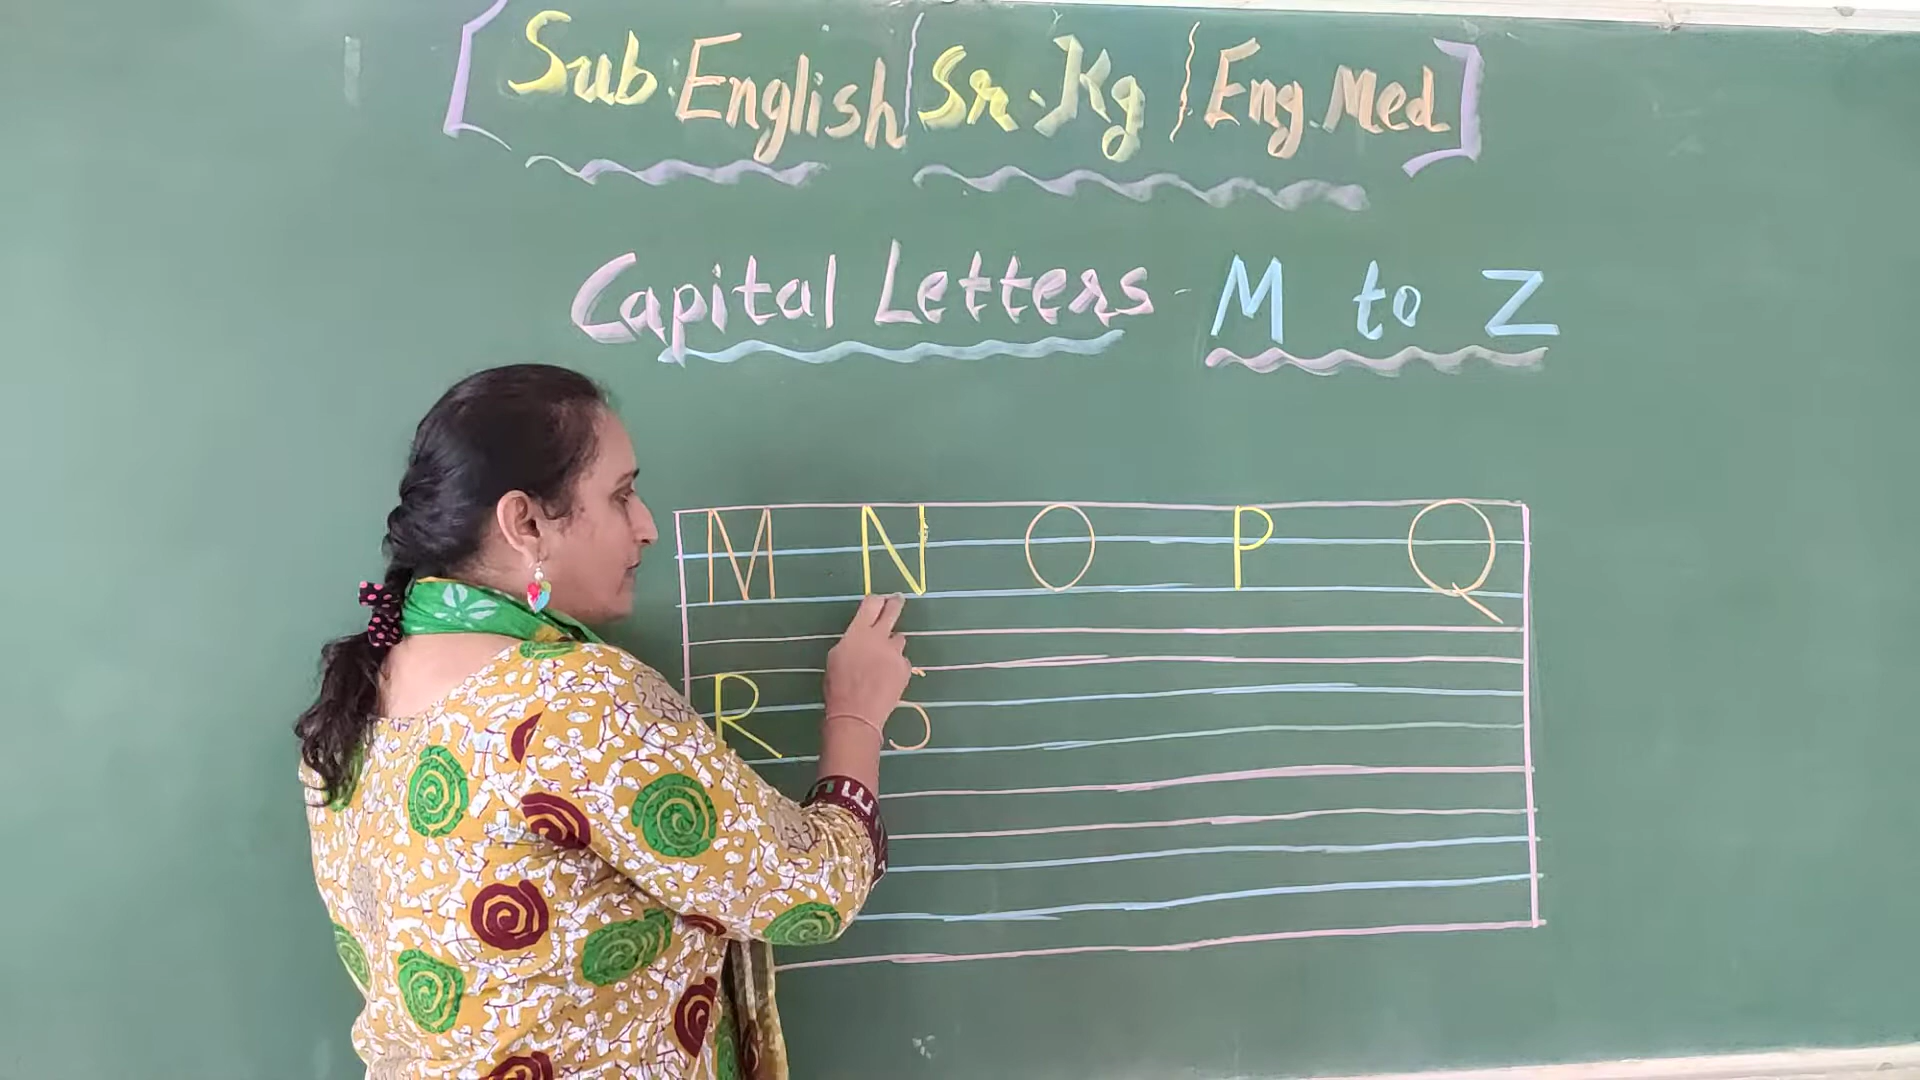 [Sub. English | Sr. Kg | Eng. Med]
Capital Letters - M to Z
M N O P Q
R S